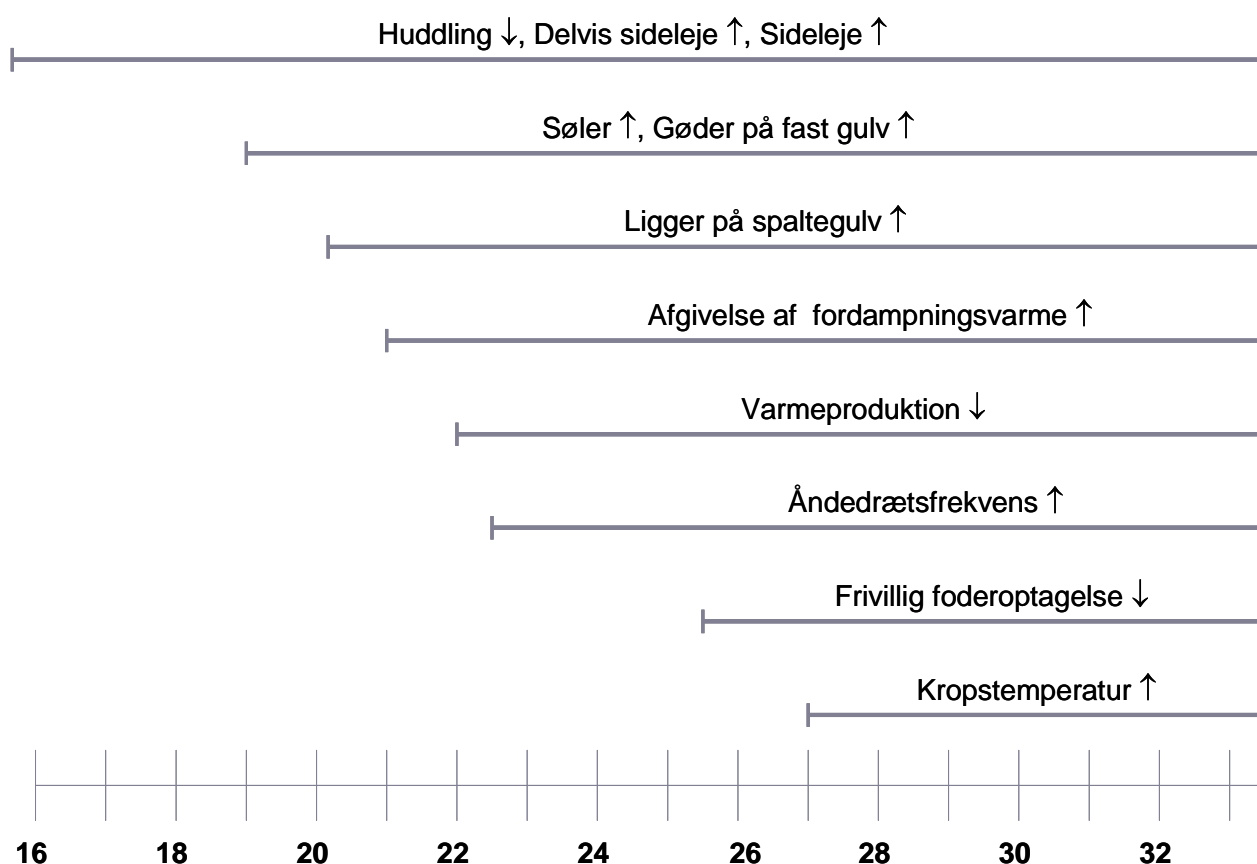 Huddling ↓, Delvis sideleje ↑, Sideleje ↑
Søler ↑, Gøder på fast gulv ↑
Ligger på spaltegulv ↑
Afgivelse af  fordampningsvarme ↑
Varmeproduktion ↓
Åndedrætsfrekvens ↑
Frivillig foderoptagelse ↓
Kropstemperatur ↑
16 18 20 22 24 26 28 30 32